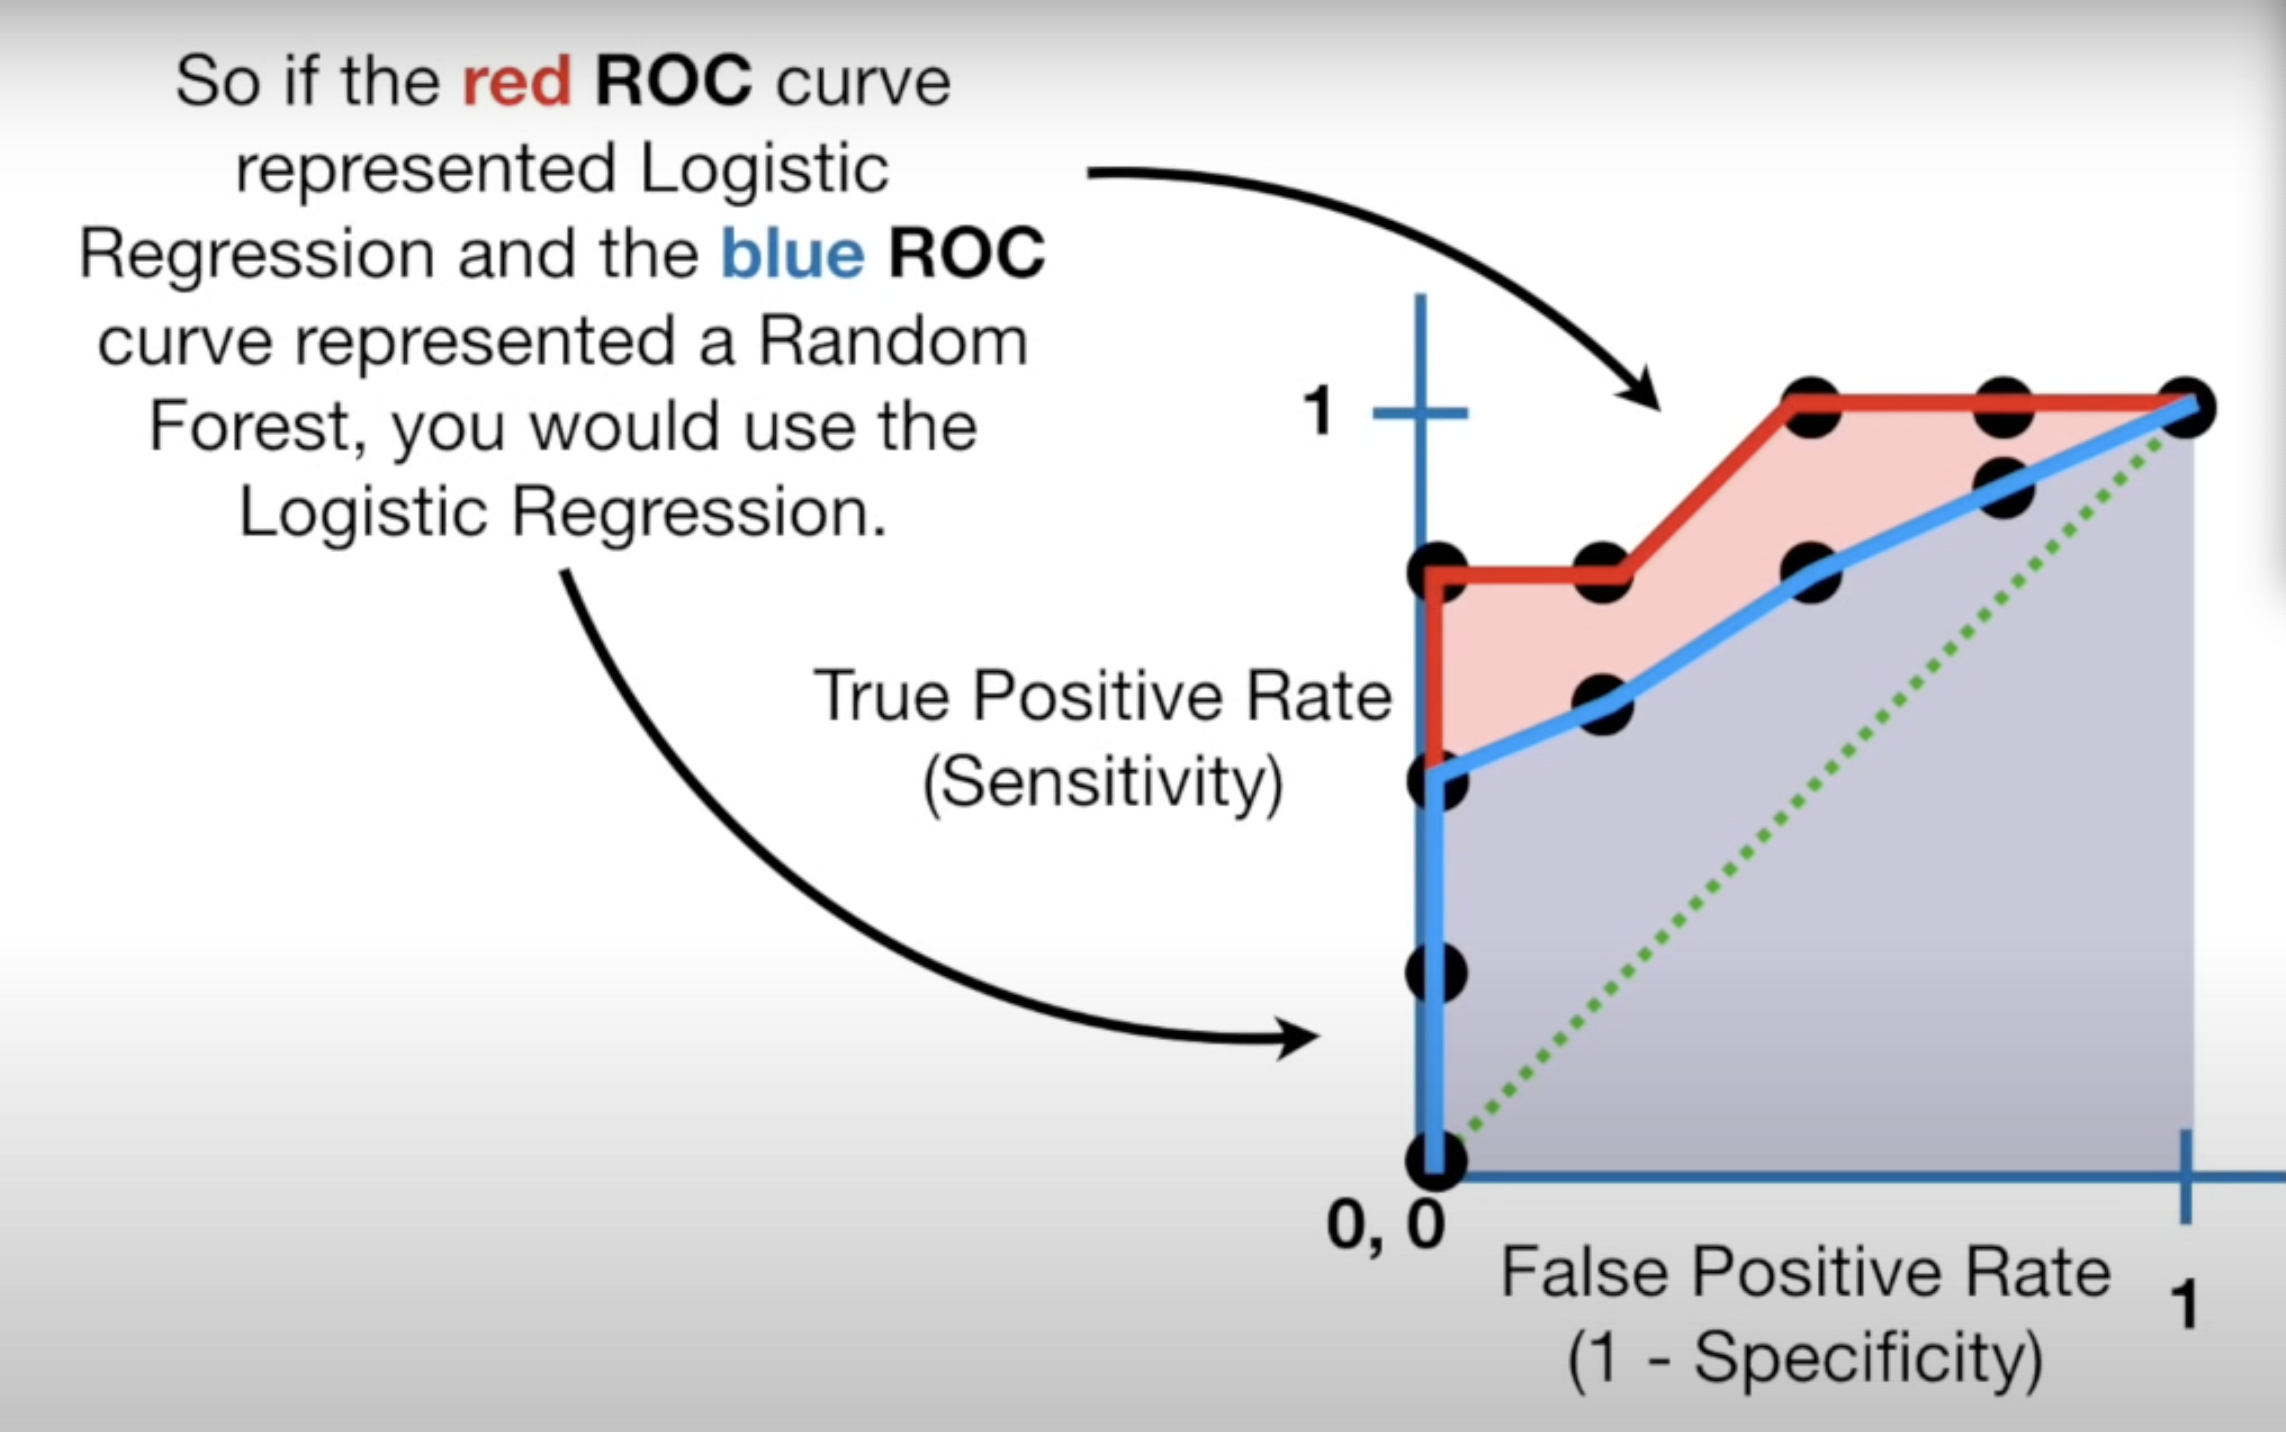 So if the red ROC curve
represented Logistic
Regression and the blue ROC
curve represented a Random
Forest, you would use the
Logistic Regression.
1
True Positive Rate
(Sensitivity)
0, 0
False Positive Rate
(1 - Specificity)
1